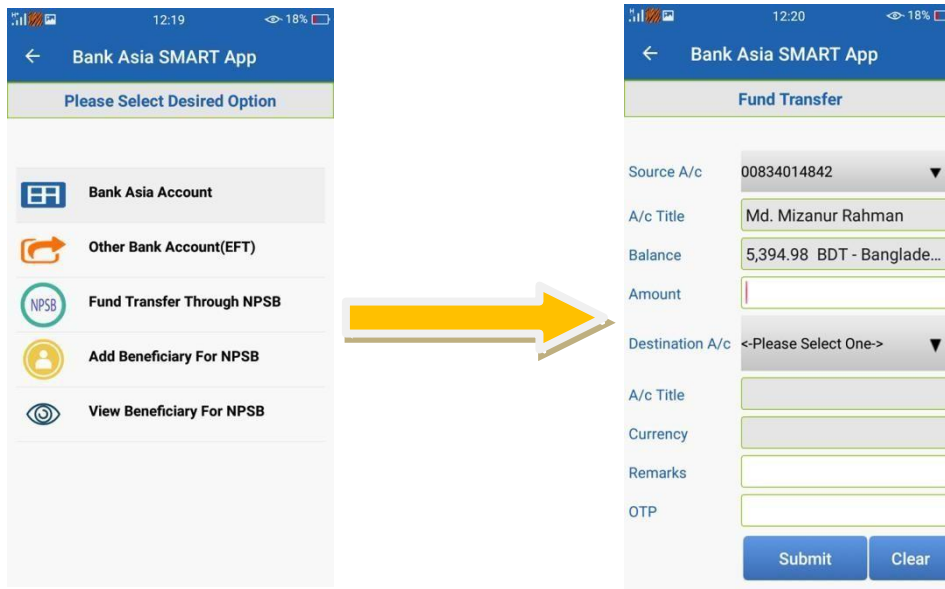 12:19
18%
Bank Asia SMART App
Please Select Desired Option
Bank Asia Account
Other Bank Account(EFT)
NPSB
Fund Transfer Through NPSB
Add Beneficiary For NPSB
View Beneficiary For NPSB
H
12:20
18%
Bank Asia SMART App
Fund Transfer
Source A/c 00834014842
A/c Title Md. Mizanur Rahman
Balance 5,394.98 BDT - Banglade...
Amount
Destination A/c <-Please Select One->
A/c Title
Currency
Remarks
OTP
Submit Clear